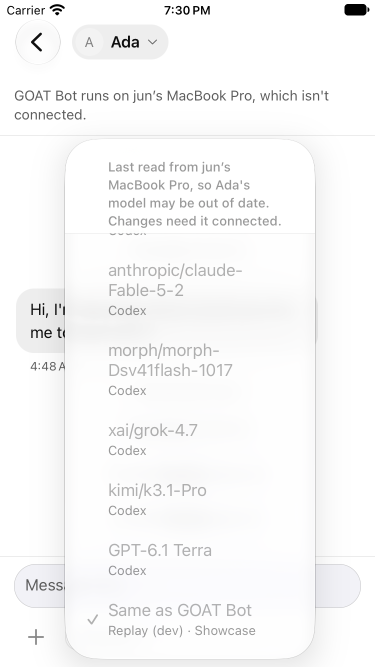 Carrier 7:30 PM
A Ada
GOAT Bot runs on jun's MacBook Pro, which isn't
connected.
Last read from jun's
MacBook Pro, so Ada's
model may be out of date.
Changes need it connected.
anthropic/claude-
Fable-5-2
Codex
Hi, I'
me to
4:48 A
morph/morph-
Dsv41flash-1017
Codex
xai/grok-4.7
Codex
kimi/k3.1-Pro
Codex
GPT-6.1 Terra
Codex
Mess
Same as GOAT Bot
Replay (dev) · Showcase